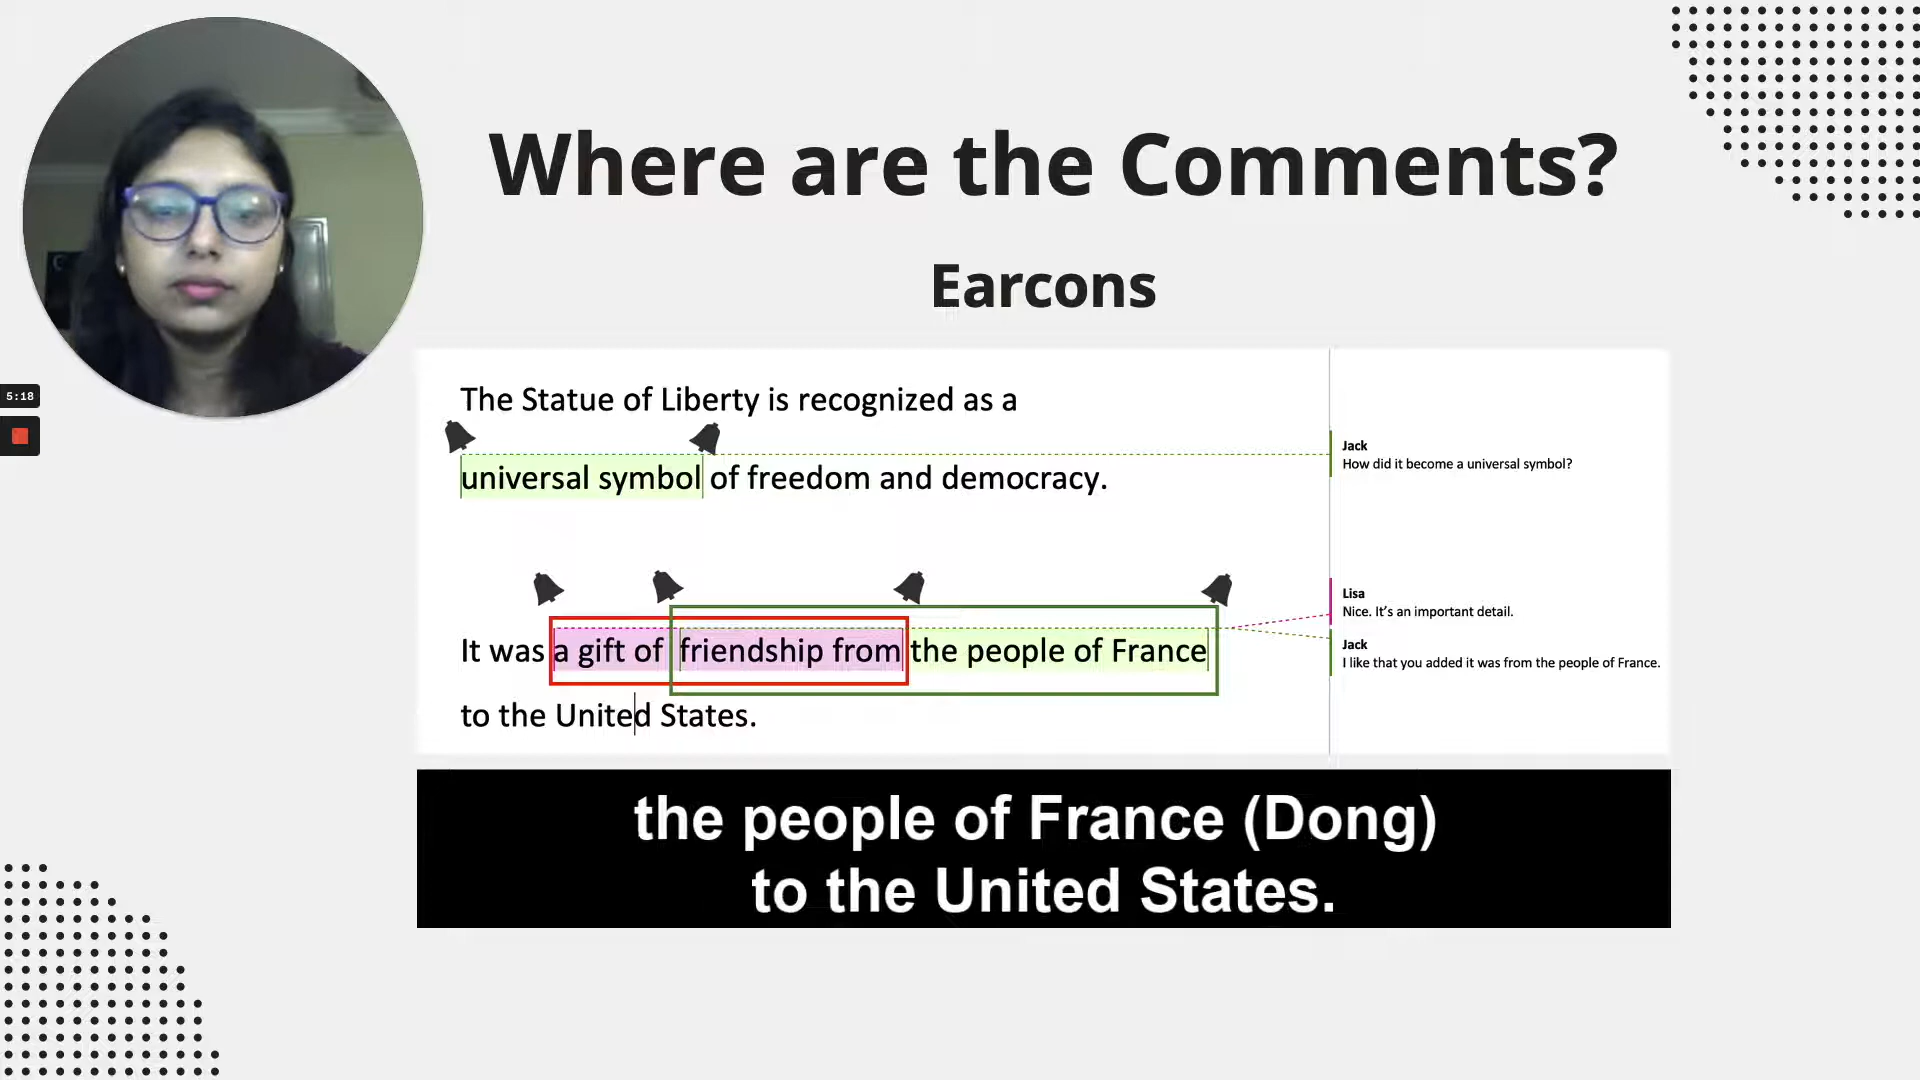 Where are the Comments?
Earcons
5:18
The Statue of Liberty is recognized as a
universal symbol of freedom and democracy.
Jack
How did it become a universal symbol?
It was a gift of friendship from the people of France
to the United States.
Lisa
Nice. It's an important detail.
Jack
I like that you added it was from the people of France.
the people of France (Dong)
to the United States.